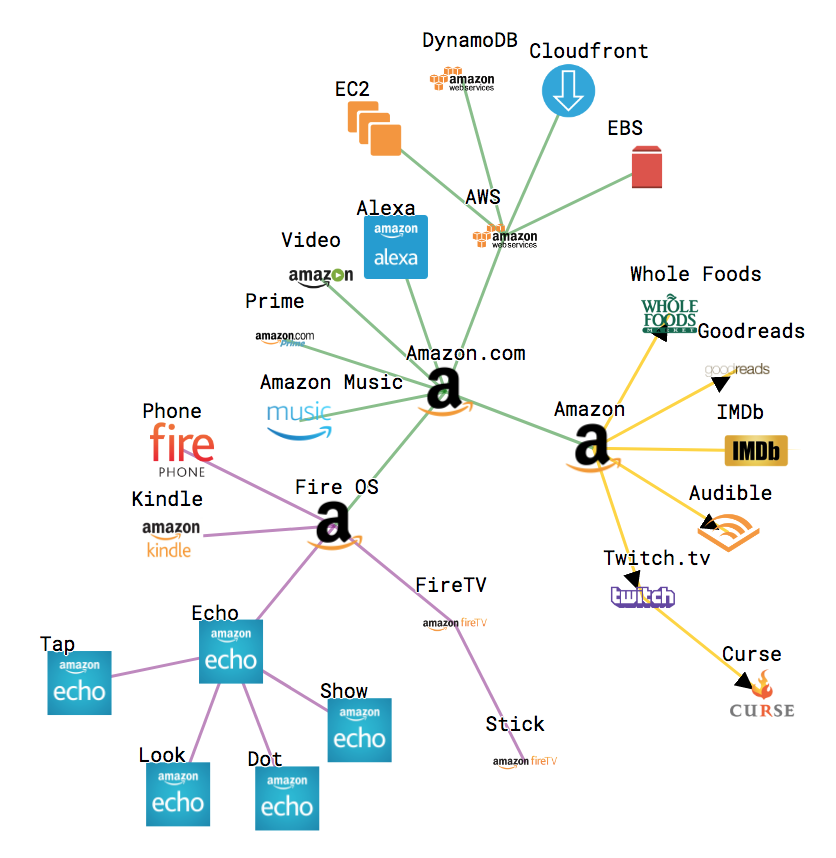 DynamoDB
amazon
web services
Cloudfront
EC2
EBS
AWS
amazon
web services
Alexa
amazon
alexa
Video
amazon
Prime
amazon.com
Prime
Amazon.com
a
Amazon Music
music
Whole Foods
WHOLE
FOODS
MARKET
Goodreads
goodreads
Amazon
a
IMDb
IMDb
Audible
Twitch.tv
twitch
Curse
CURSE
Phone
fire
PHONE
Kindle
amazon
kindle
Fire OS
a
FireTV
amazon fireTV
Stick
amazon fireTV
Echo
amazon
echo
Tap
amazon
echo
Show
amazon
echo
Look
amazon
echo
Dot
amazon
echo